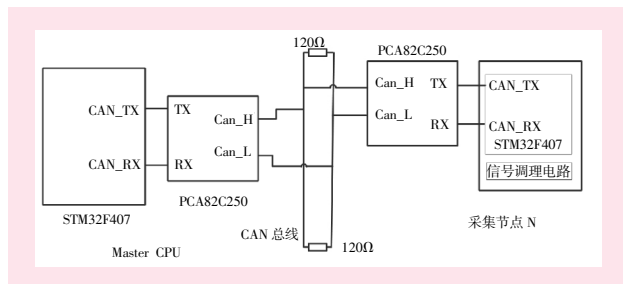 120Ω
PCA82C250
CAN_TX
TX
Can_H
Can_L
CAN_RX
RX
STM32F407
PCA82C250
Master CPU
CAN 总线
120Ω
Can_H
TX
CAN_TX
Can_L
RX
CAN_RX
STM32F407
信号调理电路
采集节点 N